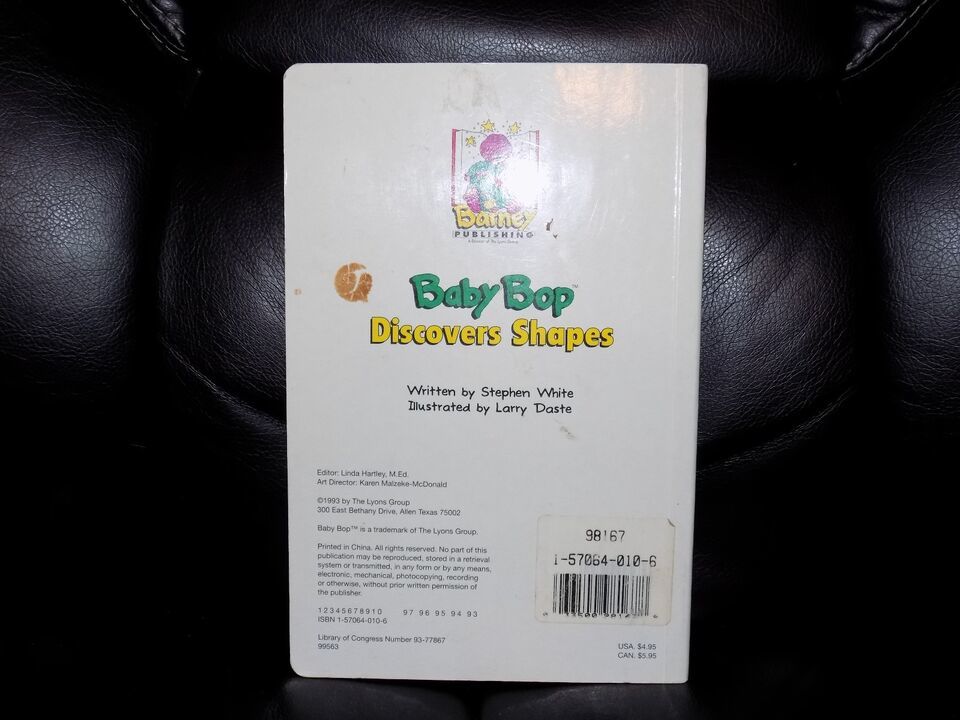 Barney
PUBLISHING
A Division of The Lyons Group
Baby Bop™
Discovers Shapes
Written by Stephen White
Illustrated by Larry Daste
Editor: Linda Hartley, M.Ed.
Art Director: Karen Malzeke-McDonald
©1993 by The Lyons Group
300 East Bethany Drive, Allen Texas 75002
Baby Bop™ is a trademark of The Lyons Group.
Printed in China. All rights reserved. No part of this
publication may be reproduced, stored in a retrieval
system or transmitted, in any form or by any means,
electronic, mechanical, photocopying, recording
or otherwise, without prior written permission of
the publisher.
1 2 3 4 5 6 7 8 9 10 97 96 95 94 93
ISBN 1-57064-010-6
Library of Congress Number 93-77867
99563
98167
1-57064-010-6
USA. $4.95
CAN. $5.95